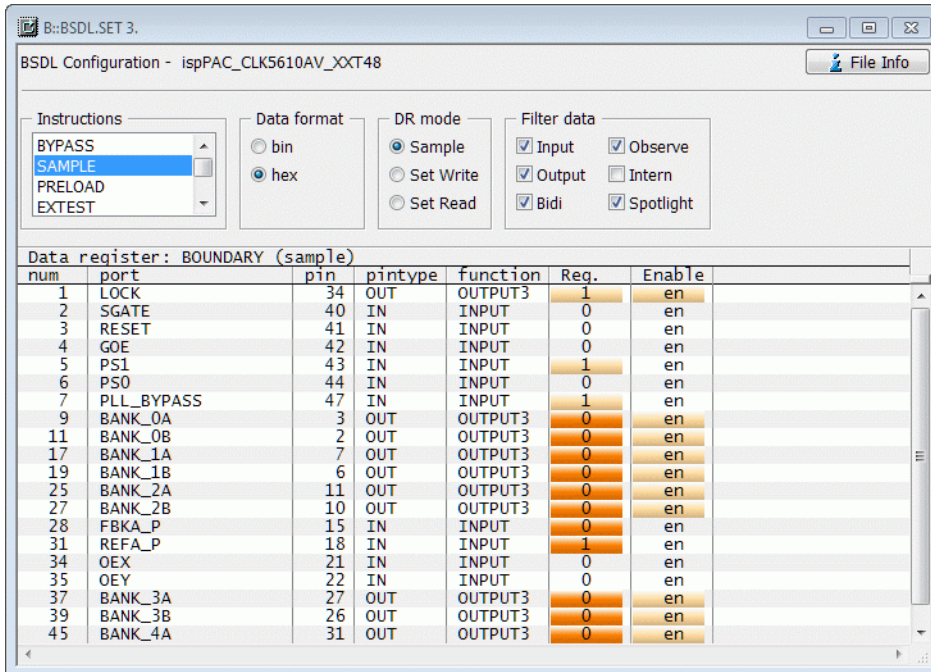 B::BSDL.SET 3.
BSDL Configuration - ispPAC_CLK5610AV_XXT48
File Info
Instructions
BYPASS
SAMPLE
PRELOAD
EXTEST
Data format
bin
hex
DR mode
Sample
Set Write
Set Read
Filter data
Input
Observe
Output
Intern
Bidi
Spotlight
Data register: BOUNDARY (sample)
num port pin pintype function Reg. Enable
1 LOCK 34 OUT OUTPUT3 1 en
2 SGATE 40 IN INPUT 0 en
3 RESET 41 IN INPUT 0 en
4 GOE 42 IN INPUT 0 en
5 PS1 43 IN INPUT 1 en
6 PS0 44 IN INPUT 0 en
7 PLL_BYPASS 47 IN INPUT 1 en
9 BANK_0A 3 OUT OUTPUT3 0 en
11 BANK_0B 2 OUT OUTPUT3 0 en
17 BANK_1A 7 OUT OUTPUT3 0 en
19 BANK_1B 6 OUT OUTPUT3 0 en
25 BANK_2A 11 OUT OUTPUT3 0 en
27 BANK_2B 10 OUT OUTPUT3 0 en
28 FBKA_P 15 IN INPUT 0 en
31 REFA_P 18 IN INPUT 1 en
34 OEX 21 IN INPUT 0 en
35 OEY 22 IN INPUT 0 en
37 BANK_3A 27 OUT OUTPUT3 0 en
39 BANK_3B 26 OUT OUTPUT3 0 en
45 BANK_4A 31 OUT OUTPUT3 0 en